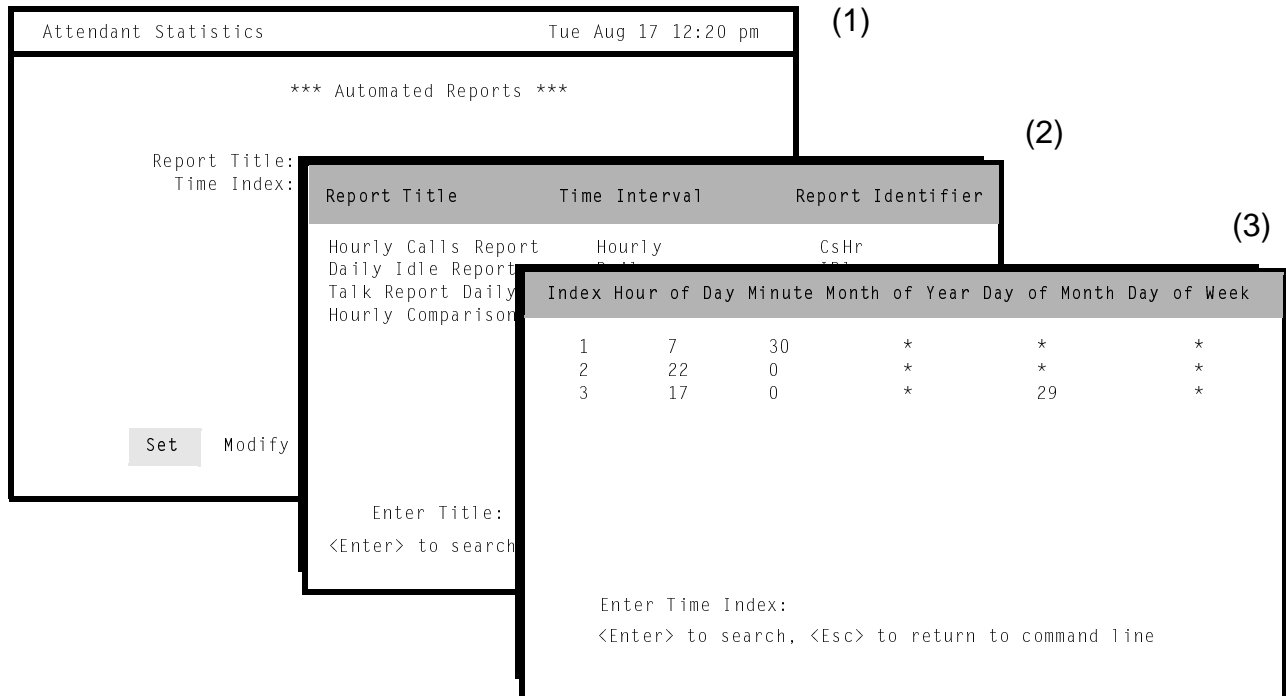 (1)
Attendant Statistics Tue Aug 17 12:20 pm
*** Automated Reports ***
Report Title:
Time Index:
Set Modify
(2)
Report Title Time Interval Report Identifier
Hourly Calls Report Hourly CsHr
Daily Idle Report
Talk Report Daily
Hourly Comparison
Enter Title:
<Enter> to search
(3)
Index Hour of Day Minute Month of Year Day of Month Day of Week
1 7 30 * * *
2 22 0 * * *
3 17 0 * 29 *
Enter Time Index:
<Enter> to search, <Esc> to return to command line